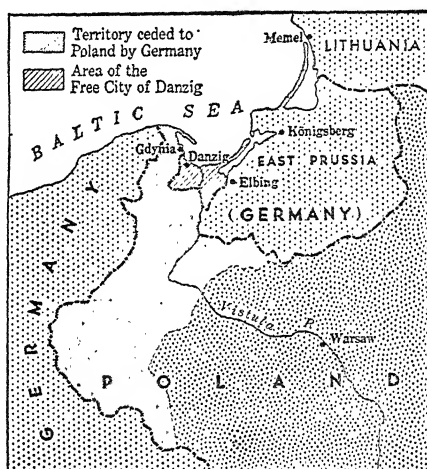 Territory ceded to
Poland by Germany
Area of the
Free City of Danzig
Memel
LITHUANIA
BALTIC SEA
Gdynia
Danzig
Königsberg
EAST PRUSSIA
Elbing
(GERMANY)
GERMANY
Vistula R.
Warsaw
POLAND